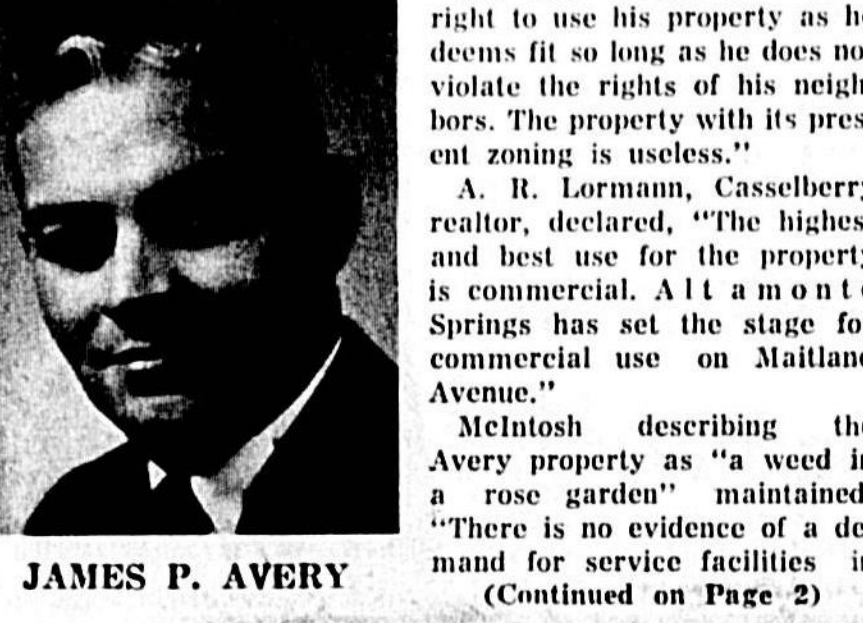 right to use his property as he
deems fit so long as he does no
violate the rights of his neigh
bors. The property with its pres
ent zoning is useless."
A. R. Lormann, Casselberry
realtor, declared, "The highes
and best use for the property
is commercial. Altamonte
Springs has set the stage fo
commercial use on Maitland
Avenue."
McIntosh describing the
Avery property as "a weed in
a rose garden" maintained
"There is no evidence of a de
mand for service facilities in
(Continued on Page 2)
JAMES P. AVERY